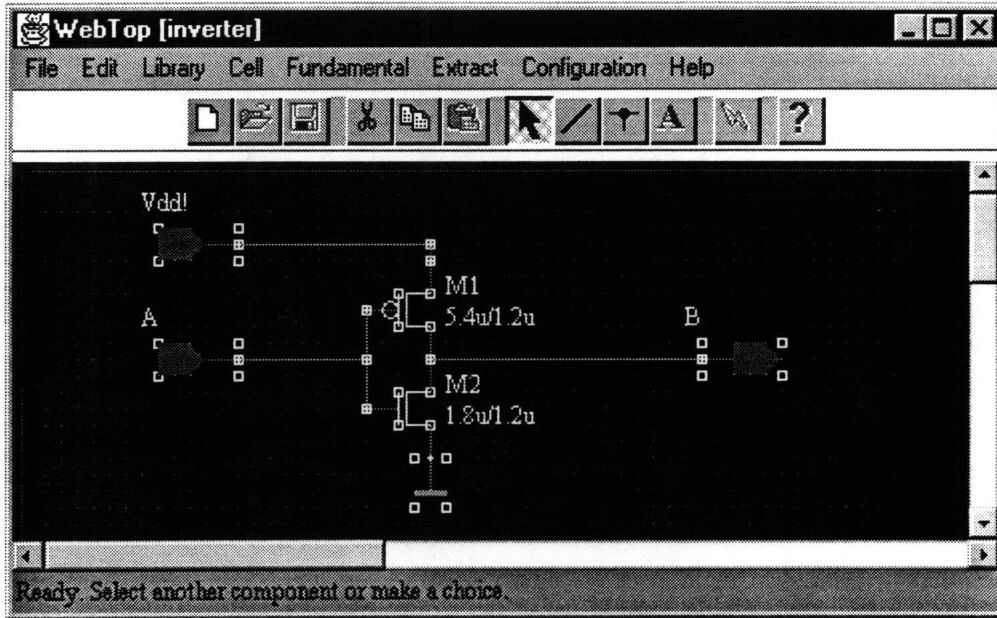 WebTop [inverter]
File Edit Library Cell Fundamental Extract Configuration Help
A ?
Vdd!
M1
5.4u/1.2u
A
B
M2
1.8u/1.2u
Ready. Select another component or make a choice.